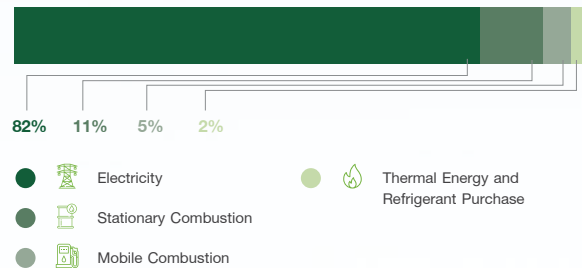 82% 11% 5% 2%
Electricity
Stationary Combustion
Mobile Combustion
Thermal Energy and
Refrigerant Purchase